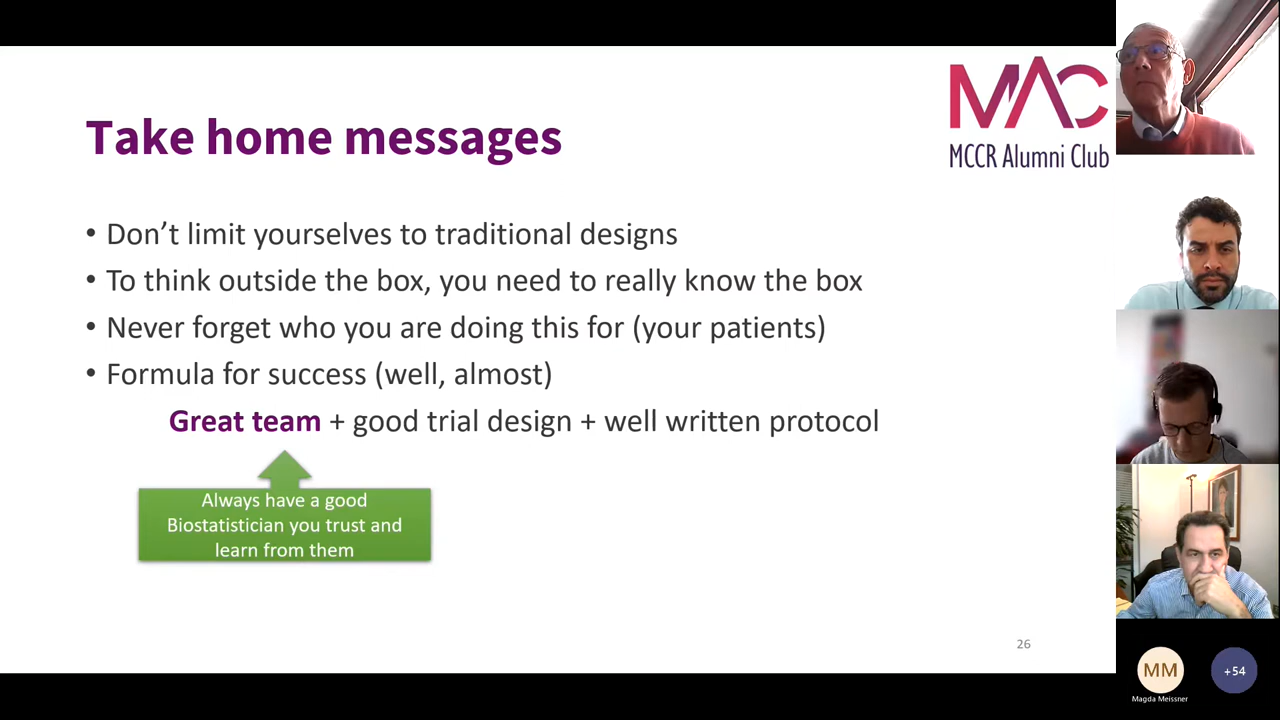 MAC
MCCR Alumni Club
Take home messages
• Don’t limit yourselves to traditional designs
• To think outside the box, you need to really know the box
• Never forget who you are doing this for (your patients)
• Formula for success (well, almost)
Great team + good trial design + well written protocol
Always have a good
Biostatistician you trust and
learn from them
26
MM
Magda Meissner
+54